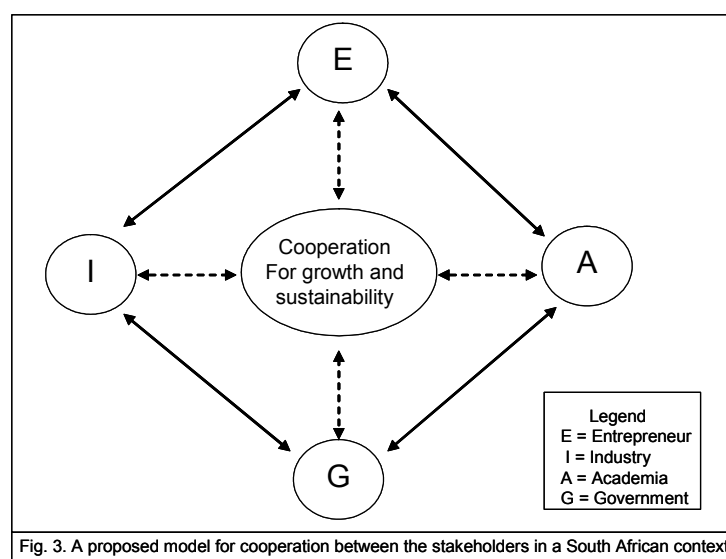 E
Cooperation
For growth and
sustainability
I
A
G
Legend
E = Entrepreneur
I = Industry
A = Academia
G = Government
Fig. 3. A proposed model for cooperation between the stakeholders in a South African context